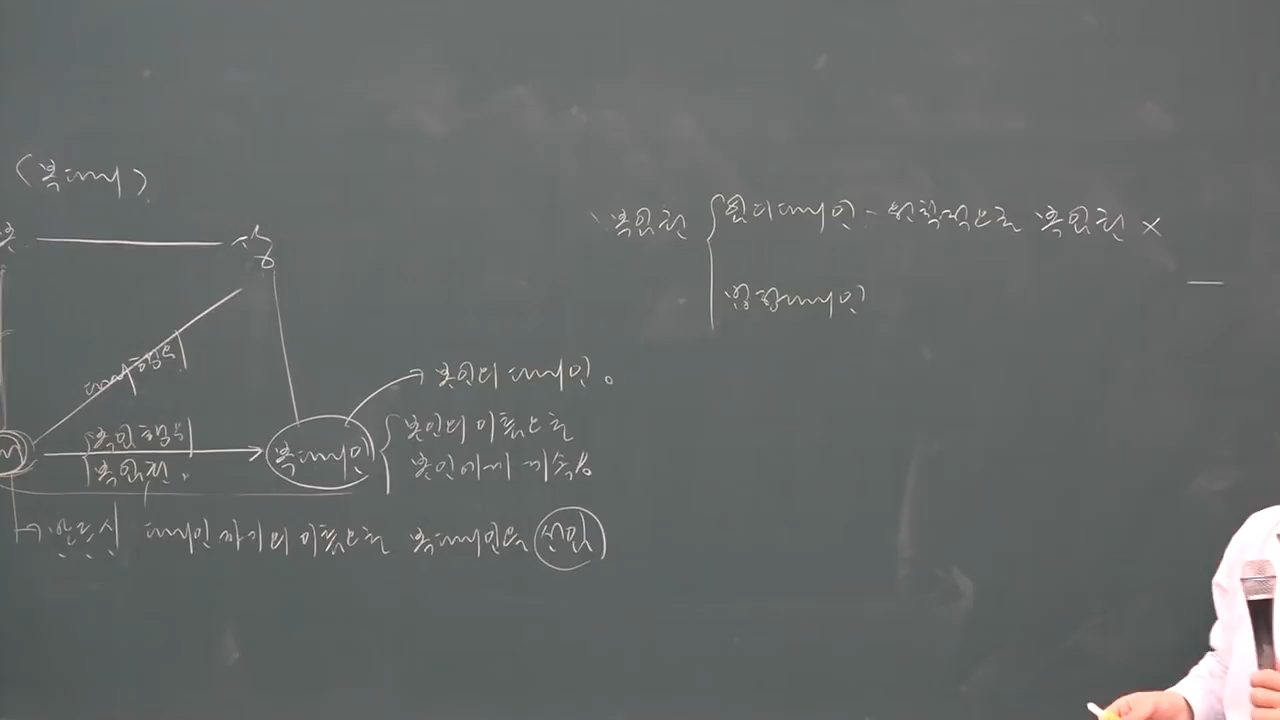 <복대리>
본
상
대리행위
복임행위
복임권.
복대리인
본인의 대리인.
본인의 이름으로
본인에게 귀속
대리인 자기의 이름으로 복대리인을 선임
복임권
임의대리인 - 원칙적으로 복임권 ×
법정대리인